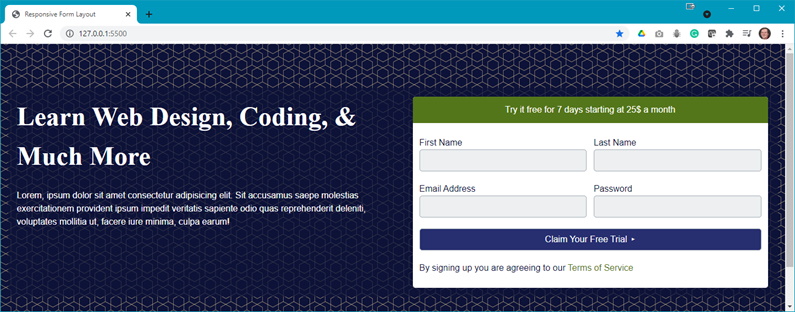 Responsive Form Layout
127.0.0.1:5500
Learn Web Design, Coding, &
Much More
Lorem, ipsum dolor sit amet consectetur adipisicing elit. Sit accusamus saepe molestias
exercitationem provident ipsum impedit veritatis sapiente odio quas reprehenderit deleniti,
voluptates mollitia ut, facere iure minima, culpa earum!
Try it free for 7 days starting at 25$ a month
First Name
Last Name
Email Address
Password
Claim Your Free Trial ▸
By signing up you are agreeing to our Terms of Service